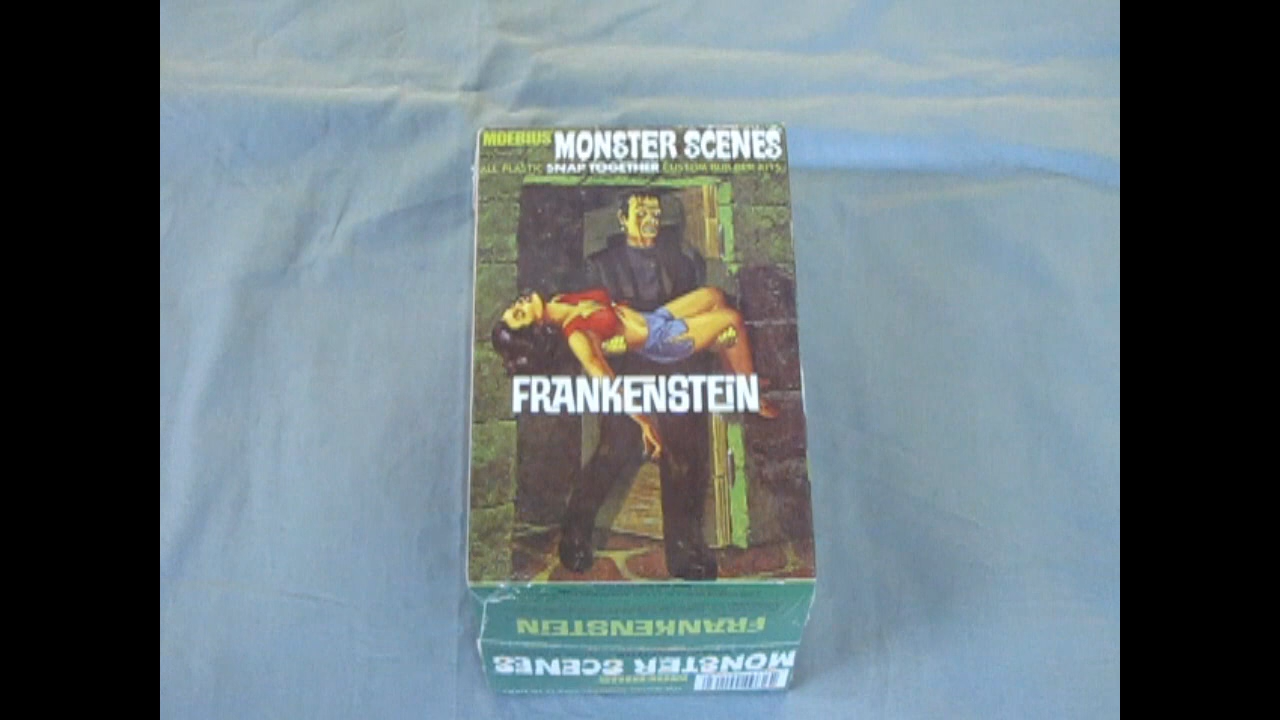 MOEBIUS MONSTER SCENES
ALL PLASTIC SNAP TOGETHER CUSTOM BUILDER KITS
FRANKENSTEIN
FRANKENSTEIN
MONSTER SCENES